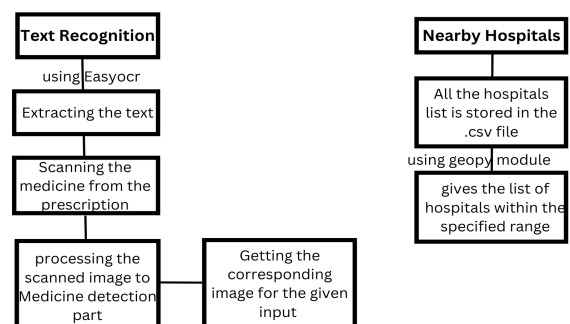 Text Recognition
using Easyocr
Extracting the text
Scanning the
medicine from the
prescription
processing the
scanned image to
Medicine detection
part
Getting the
corresponding
image for the given
input
Nearby Hospitals
All the hospitals
list is stored in the
.csv file
using geopy module
gives the list of
hospitals within the
specified range